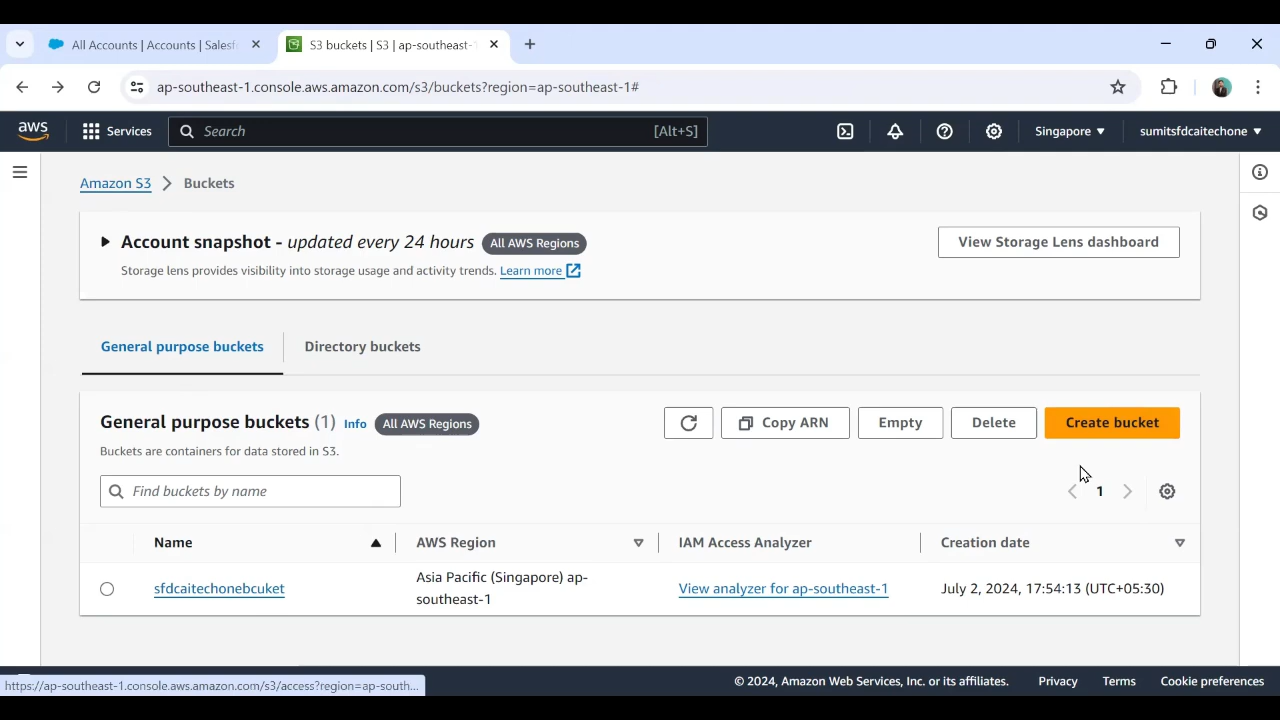 All Accounts | Accounts | Salesf
S3 buckets | S3 | ap-southeast-1
ap-southeast-1.console.aws.amazon.com/s3/buckets?region=ap-southeast-1#
aws
Services
Search
[Alt+S]
Singapore
sumitsfdcaitechone
Amazon S3 > Buckets
Account snapshot - updated every 24 hours
All AWS Regions
View Storage Lens dashboard
Storage lens provides visibility into storage usage and activity trends. Learn more
General purpose buckets
Directory buckets
General purpose buckets (1) Info
All AWS Regions
Copy ARN
Empty
Delete
Create bucket
Buckets are containers for data stored in S3.
Find buckets by name
1
Name
AWS Region
IAM Access Analyzer
Creation date
sfdcaitechonebcuket
Asia Pacific (Singapore) ap-
southeast-1
View analyzer for ap-southeast-1
July 2, 2024, 17:54:13 (UTC+05:30)
https://ap-southeast-1.console.aws.amazon.com/s3/access?region=ap-south...
© 2024, Amazon Web Services, Inc. or its affiliates.
Privacy
Terms
Cookie preferences